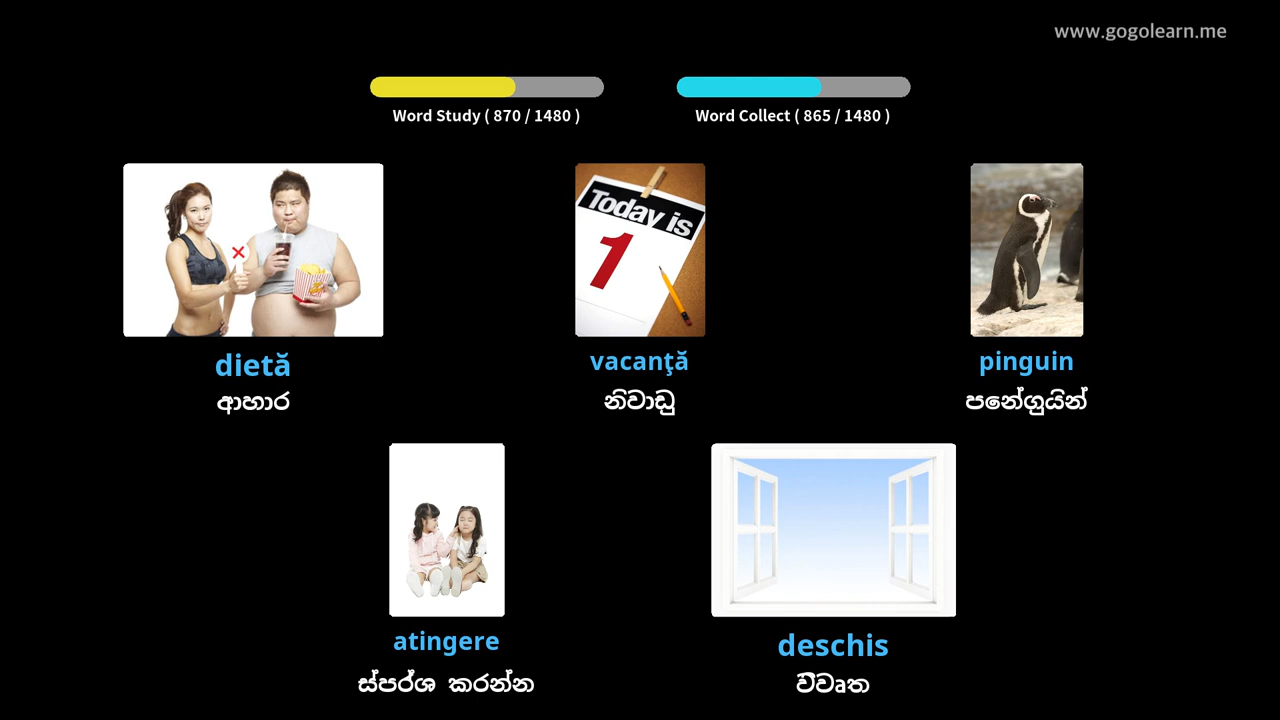 www.gogolearn.me
Word Study ( 870 / 1480 )
Word Collect ( 865 / 1480 )
Today is
1
dietă
vacanţă
pinguin
ආහාර
නිවාඩු
පනේගුයින්
atingere
deschis
ස්පර්ශ කරන්න
විවෘත